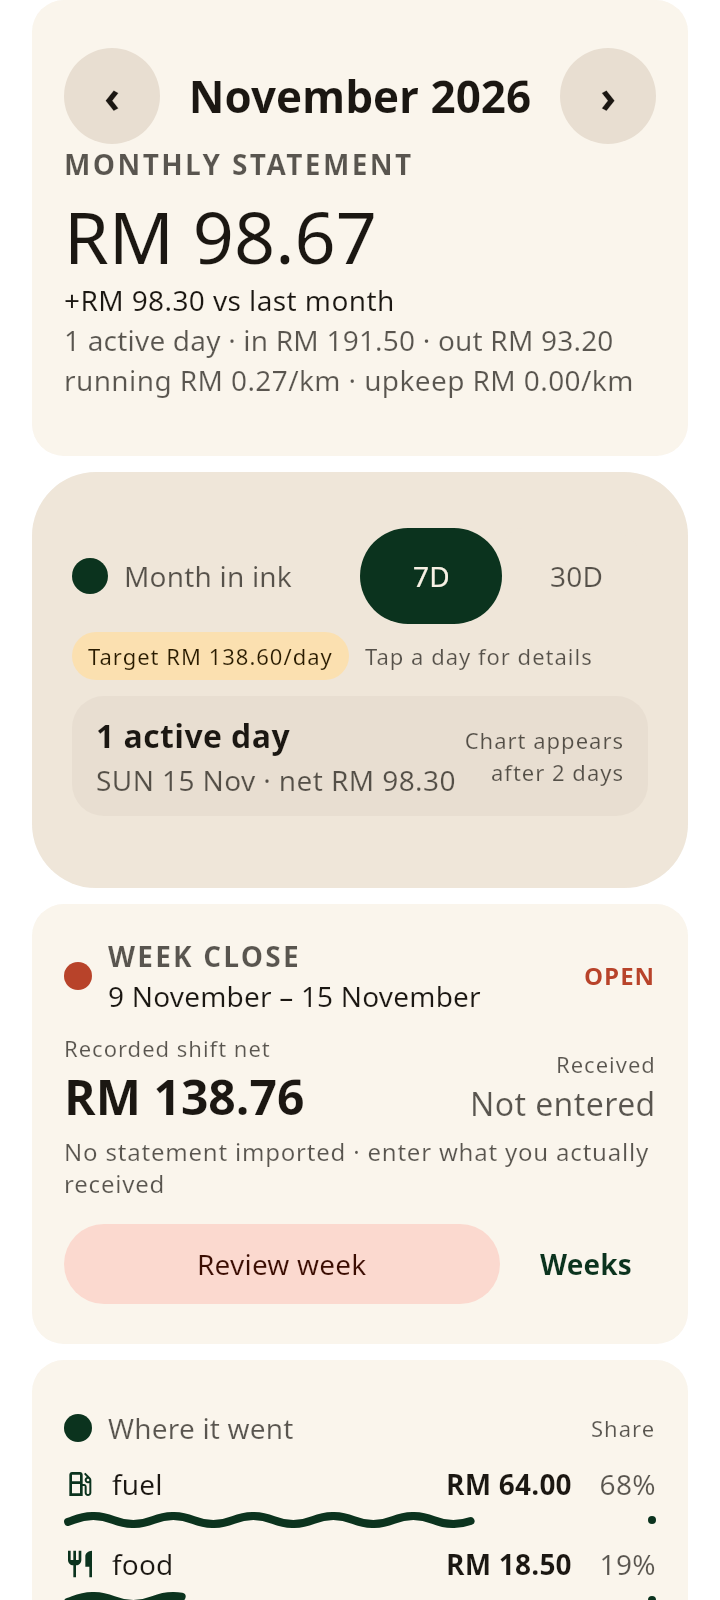 ‹ November 2026 ›
MONTHLY STATEMENT
RM 98.67
+RM 98.30 vs last month
1 active day · in RM 191.50 · out RM 93.20
running RM 0.27/km · upkeep RM 0.00/km
Month in ink 7D 30D
Target RM 138.60/day Tap a day for details
1 active day
SUN 15 Nov · net RM 98.30
Chart appears
after 2 days
WEEK CLOSE
9 November – 15 November
OPEN
Recorded shift net
RM 138.76
Received
Not entered
No statement imported · enter what you actually
received
Review week Weeks
Where it went Share
fuel RM 64.00 68%
food RM 18.50 19%